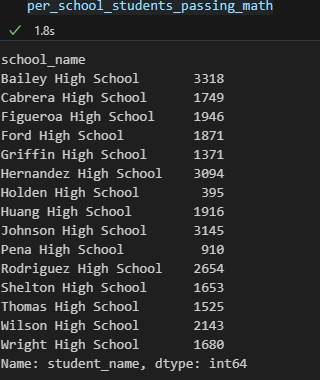 per_school_students_passing_math
1.8s
school_name
Bailey High School 3318
Cabrera High School 1749
Figueroa High School 1946
Ford High School 1871
Griffin High School 1371
Hernandez High School 3094
Holden High School 395
Huang High School 1916
Johnson High School 3145
Pena High School 910
Rodriguez High School 2654
Shelton High School 1653
Thomas High School 1525
Wilson High School 2143
Wright High School 1680
Name: student_name, dtype: int64